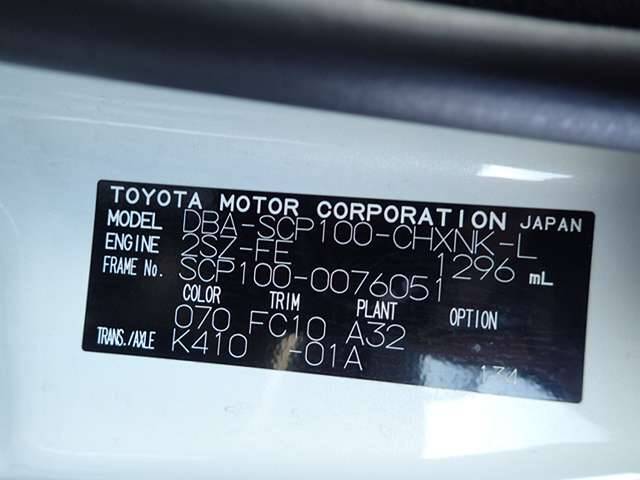 TOYOTA MOTOR CORPORATION JAPAN
MODEL DBA-SCP100-CHXNK-L
ENGINE 2SZ-FE 1296 mL
FRAME No. SCP100-0076051
COLOR TRIM PLANT OPTION
070 FC10 A32
TRANS./AXLE K410 -01A
134